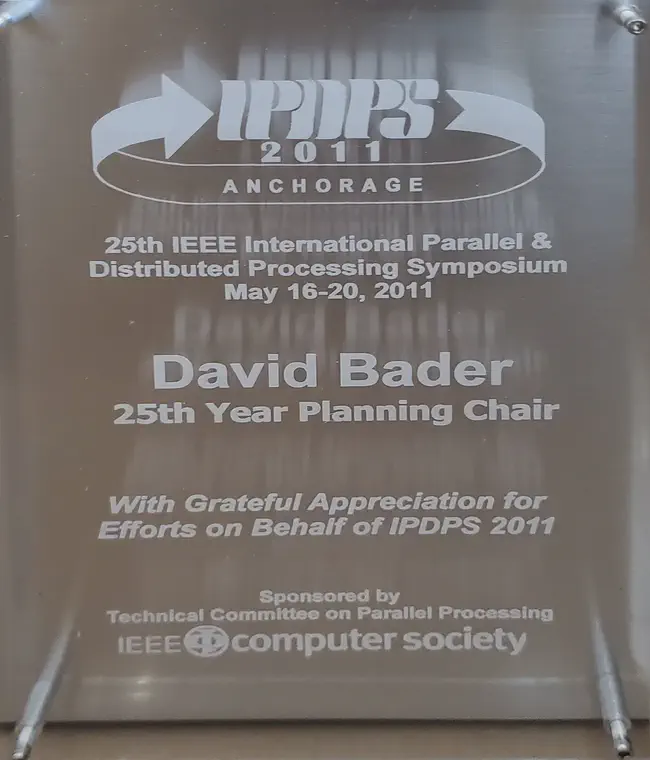 IPDPS
2011
ANCHORAGE
25th IEEE International Parallel &
Distributed Processing Symposium
May 16-20, 2011
David Bader
25th Year Planning Chair
With Grateful Appreciation for
Efforts on Behalf of IPDPS 2011
Sponsored by
Technical Committee on Parallel Processing
IEEE computer society